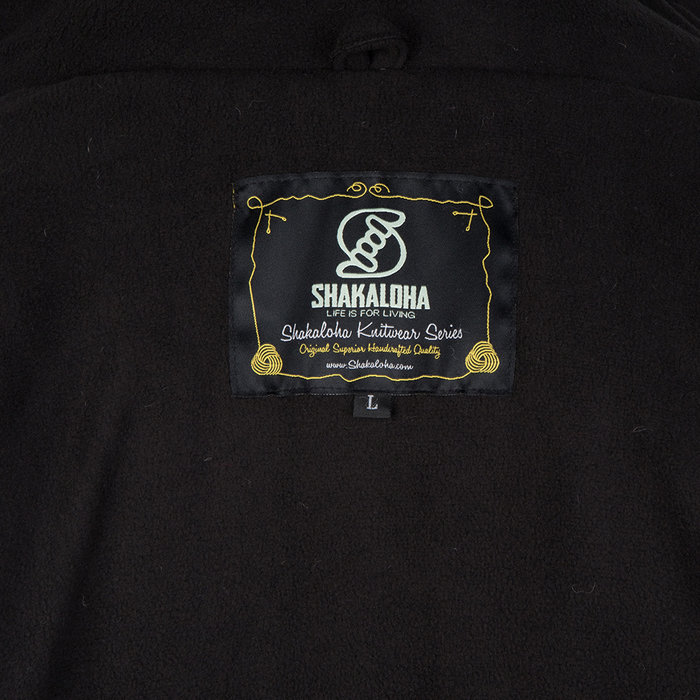 SHAKALOHA
LIFE IS FOR LIVING
Shakaloha Knitwear Series
Original Superior Handcrafted Quality
www.Shakaloha.com
L